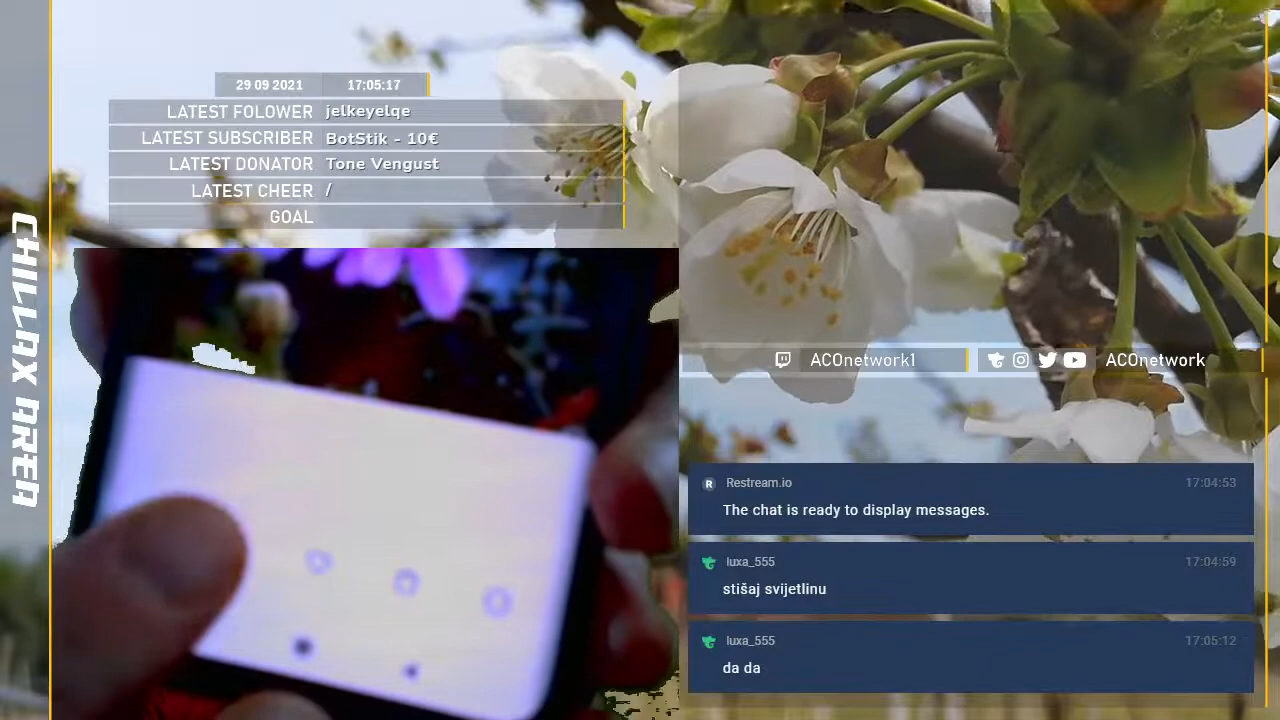 29 09 2021 17:05:17
LATEST FOLOWER jelkeyelqe
LATEST SUBSCRIBER BotStik - 10€
LATEST DONATOR Tone Vengust
LATEST CHEER /
GOAL
CHILLAX AREA
ACOnetwork1 ACOnetwork
R Restream.io 17:04:53
The chat is ready to display messages.
luxa_555 17:04:59
stišaj svijetlinu
luxa_555 17:05:12
da da